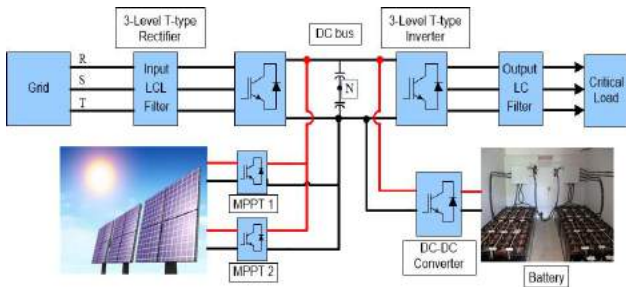 3-Level T-type
Rectifier
DC bus
3-Level T-type
Inverter
Grid
R
S
T
Input
LCL
Filter
N
Output
LC
Filter
Critical
Load
MPPT 1
MPPT 2
DC-DC
Converter
Battery